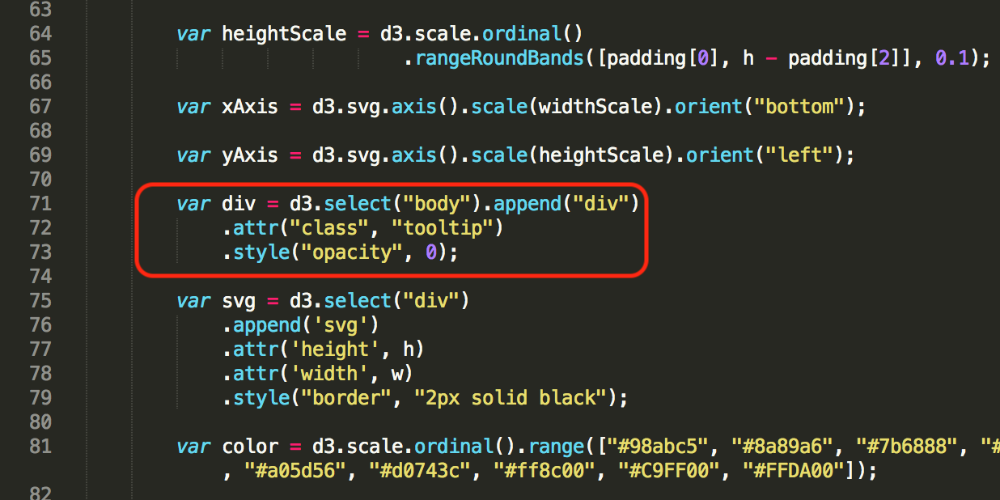 63
64 var heightScale = d3.scale.ordinal()
65 .rangeRoundBands([padding[0], h - padding[2]], 0.1);
66
67 var xAxis = d3.svg.axis().scale(widthScale).orient("bottom");
68
69 var yAxis = d3.svg.axis().scale(heightScale).orient("left");
70
71 var div = d3.select("body").append("div")
72 .attr("class", "tooltip")
73 .style("opacity", 0);
74
75 var svg = d3.select("div")
76 .append('svg')
77 .attr('height', h)
78 .attr('width', w)
79 .style("border", "2px solid black");
80
81 var color = d3.scale.ordinal().range(["#98abc5", "#8a89a6", "#7b6888", "#
, "#a05d56", "#d0743c", "#ff8c00", "#C9FF00", "#FFDA00"]);
82